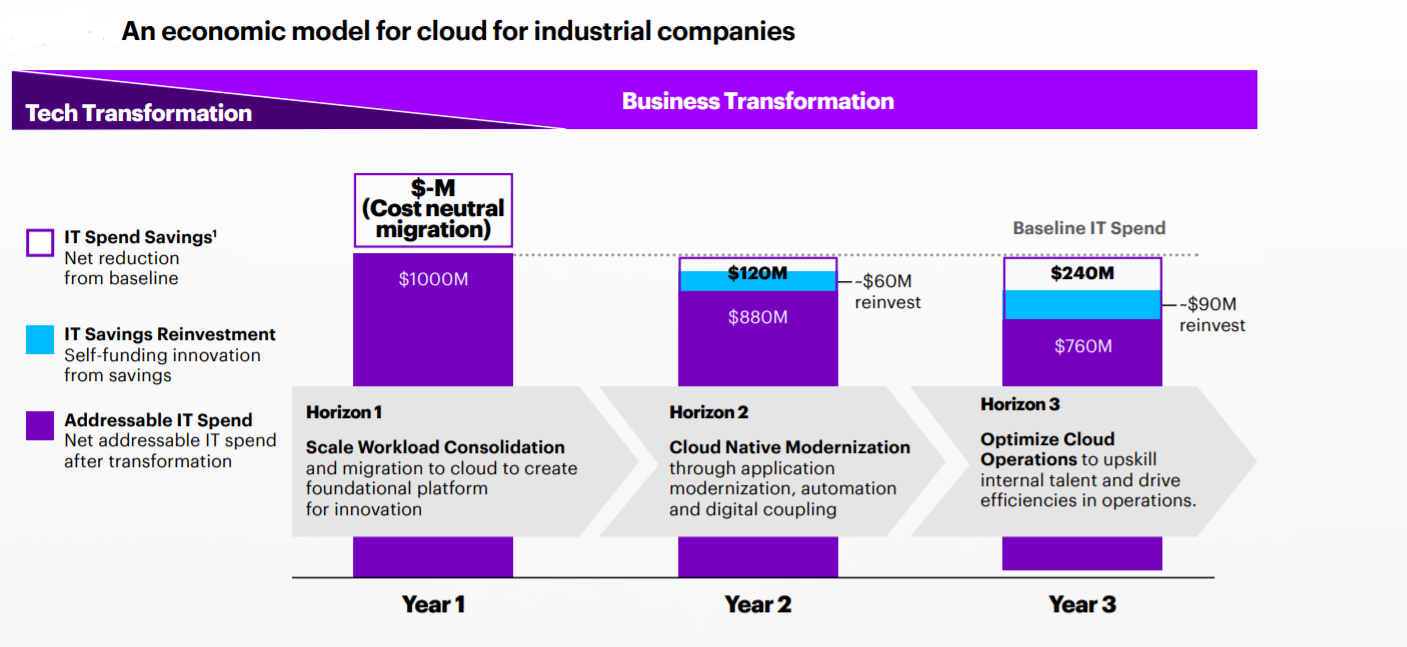 An economic model for cloud for industrial companies
Tech Transformation
Business Transformation
IT Spend Savings¹
Net reduction
from baseline
IT Savings Reinvestment
Self-funding innovation
from savings
Addressable IT Spend
Net addressable IT spend
after transformation
$-M
(Cost neutral
migration)
$1000M
$120M
~$60M
reinvest
$880M
Baseline IT Spend
$240M
~$90M
reinvest
$760M
Horizon 1
Scale Workload Consolidation
and migration to cloud to create
foundational platform
for innovation
Horizon 2
Cloud Native Modernization
through application
modernization, automation
and digital coupling
Horizon 3
Optimize Cloud
Operations to upskill
internal talent and drive
efficiencies in operations.
Year 1
Year 2
Year 3